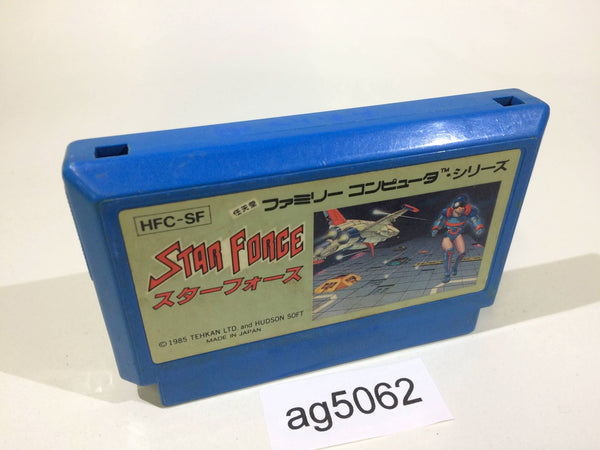 HFC-SF
任天堂 ファミリー コンピュータ™・シリーズ
STAR FORCE
スターフォース
© 1985 TEHKAN LTD. and HUDSON SOFT
MADE IN JAPAN
ag5062